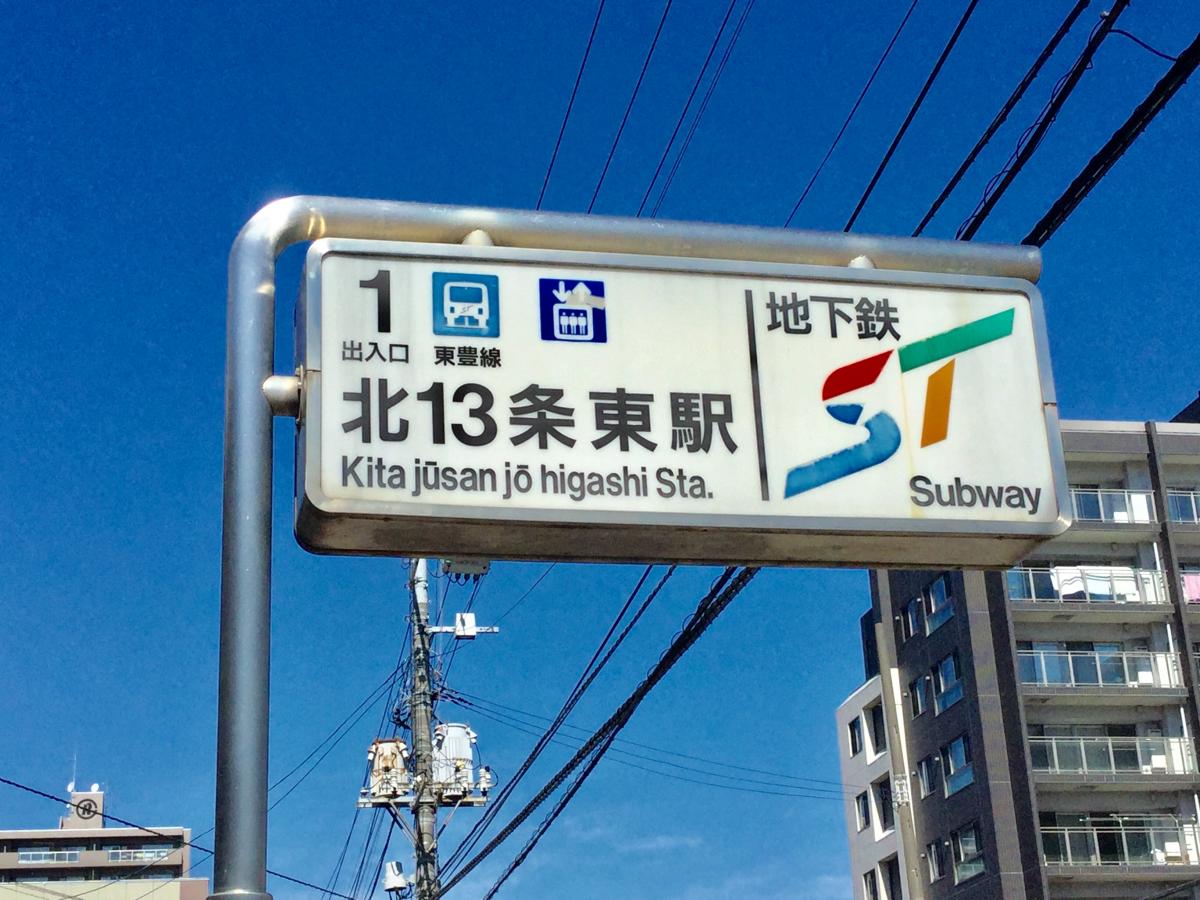 1
出入口
東豊線
北13条東駅
Kita jūsan jō higashi Sta.
地下鉄
ST
Subway